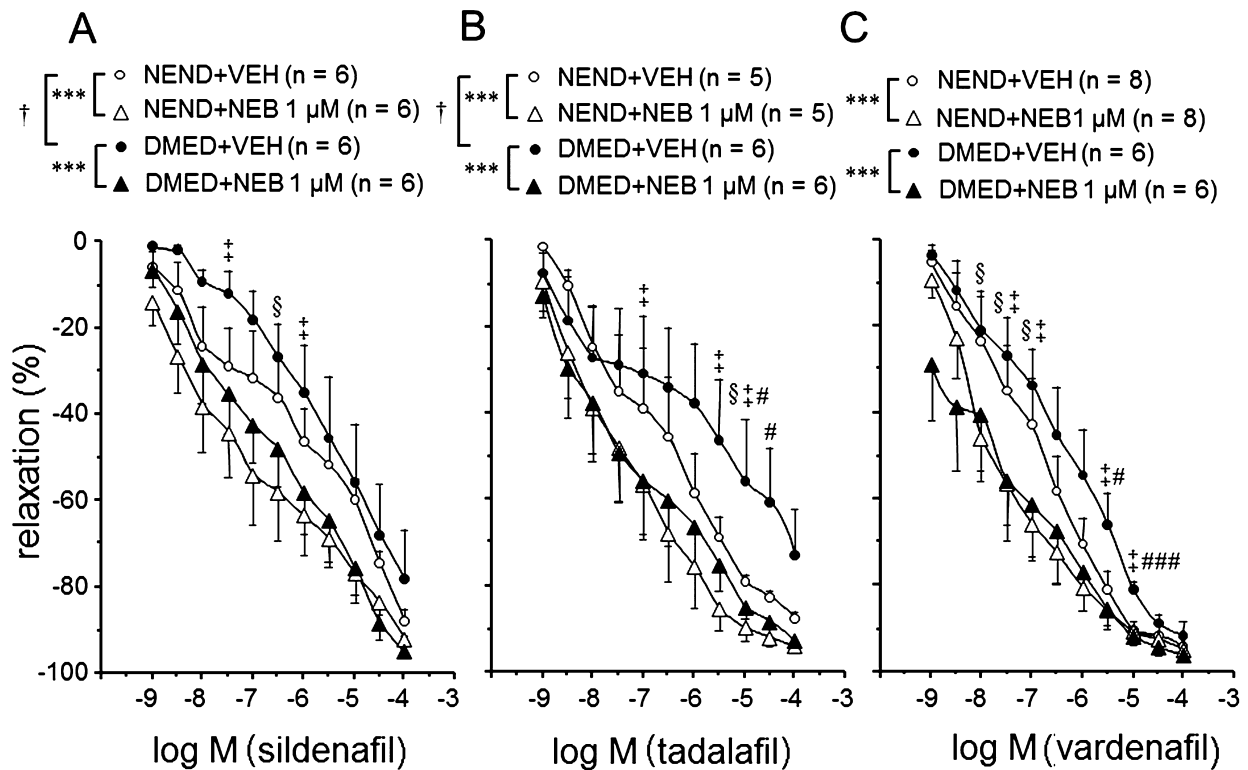 A
NEND+VEH (n = 6)
NEND+NEB 1 µM (n = 6)
DMED+VEH (n = 6)
DMED+NEB 1 µM (n = 6)
***
***
†
B
NEND+VEH (n = 5)
NEND+NEB 1 µM (n = 5)
DMED+VEH (n = 6)
DMED+NEB 1 µM (n = 6)
***
***
†
C
NEND+VEH (n = 8)
NEND+NEB1 µM (n = 8)
DMED+VEH (n = 6)
DMED+NEB 1 µM (n = 6)
***
***
relaxation (%)
0
-20
-40
-60
-80
-100
‡
§
‡
-9 -8 -7 -6 -5 -4 -3
log M (sildenafil)
‡
‡
§‡#
#
-9 -8 -7 -6 -5 -4 -3
log M (tadalafil)
§
§‡
§‡
‡#
‡###
-9 -8 -7 -6 -5 -4 -3
log M (vardenafil)